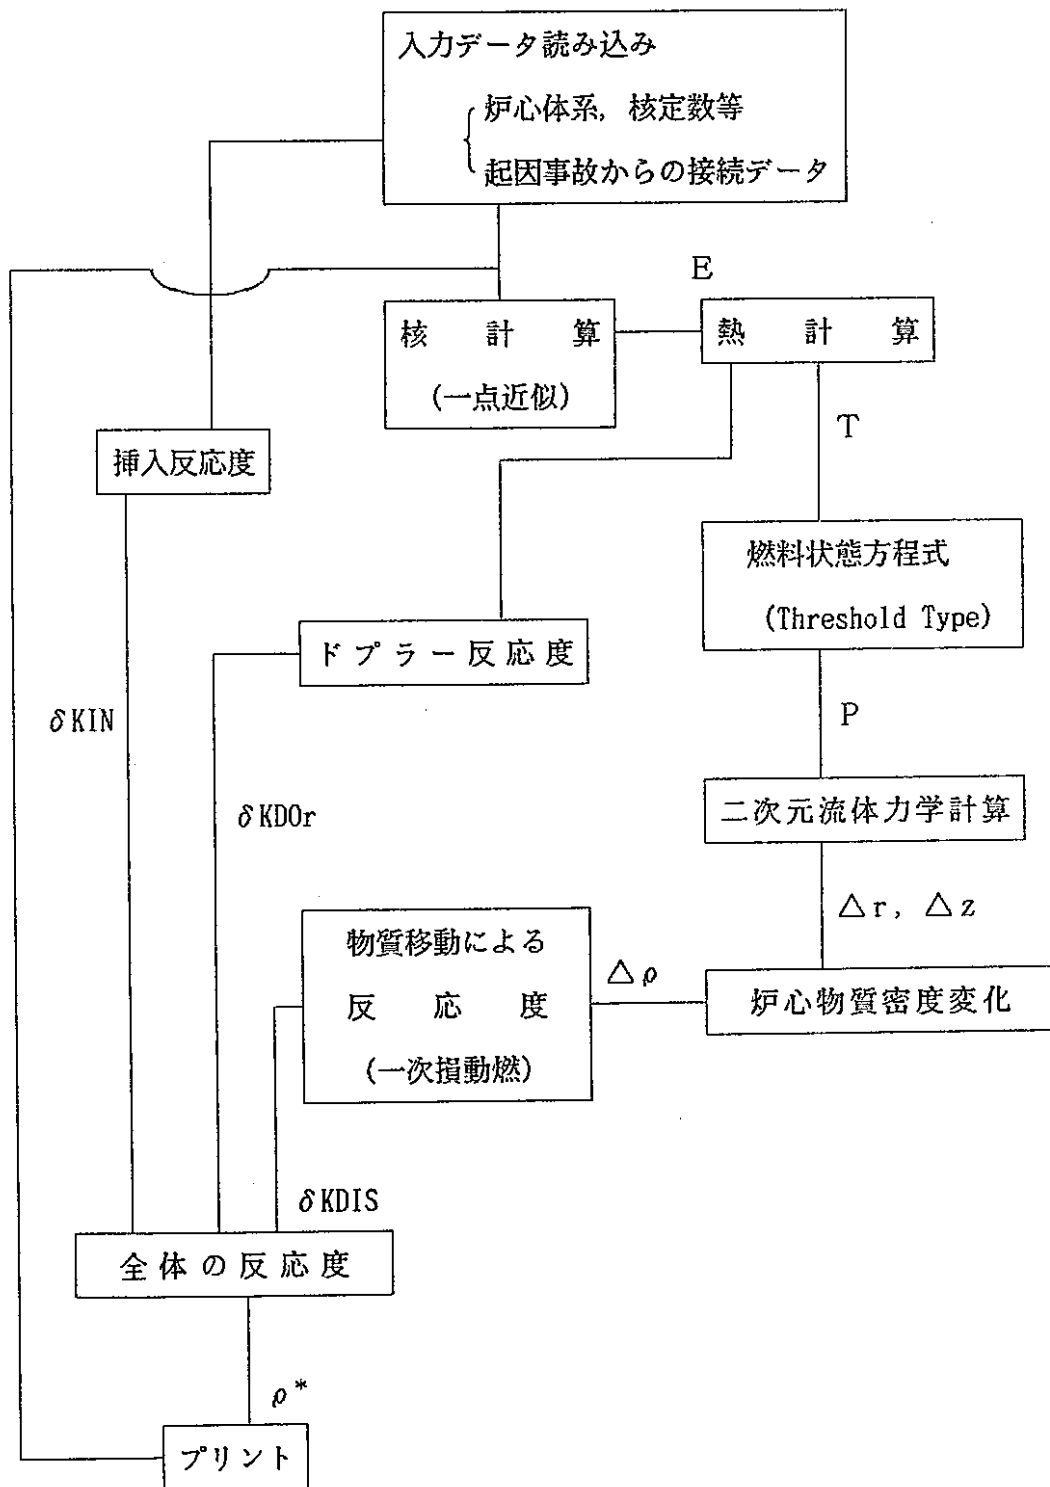 入力データ読み込み
炉心体系, 核定数等
起因事故からの接続データ
E
核計算
(一点近似)
熱計算
T
挿入反応度
燃料状態方程式
(Threshold Type)
ドプラー反応度
δKIN
P
δKDOr
二次元流体力学計算
△r, △z
物質移動による
反応度
(一次損動燃)
△ρ
炉心物質密度変化
δKDIS
全体の反応度
ρ*
プリント